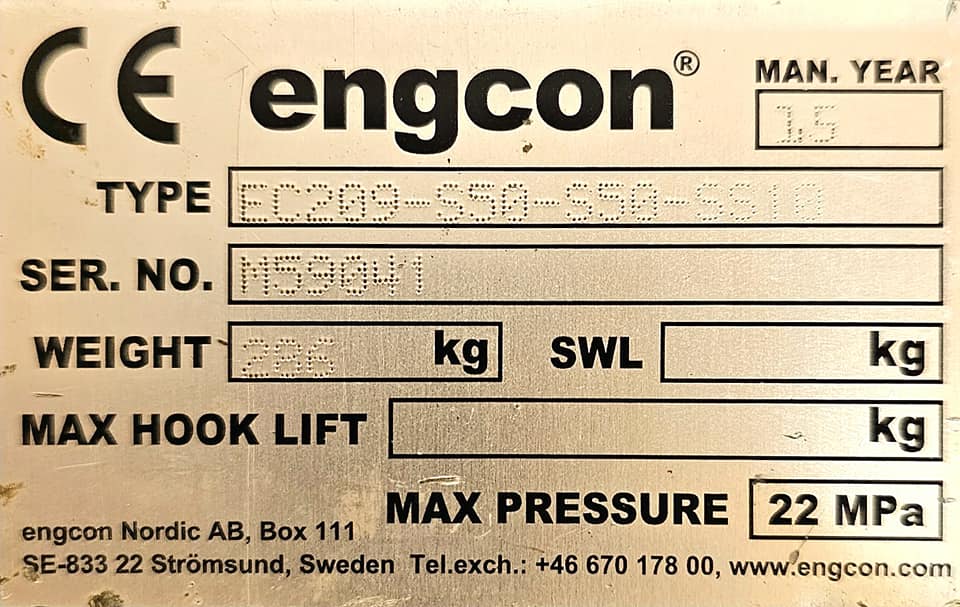 CE engcon® MAN. YEAR
15
TYPE EC209-S50-S50-SS10
SER. NO. M59041
WEIGHT 286 kg SWL kg
MAX HOOK LIFT kg
MAX PRESSURE 22 MPa
engcon Nordic AB, Box 111
SE-833 22 Strömsund, Sweden Tel.exch.: +46 670 178 00, www.engcon.com